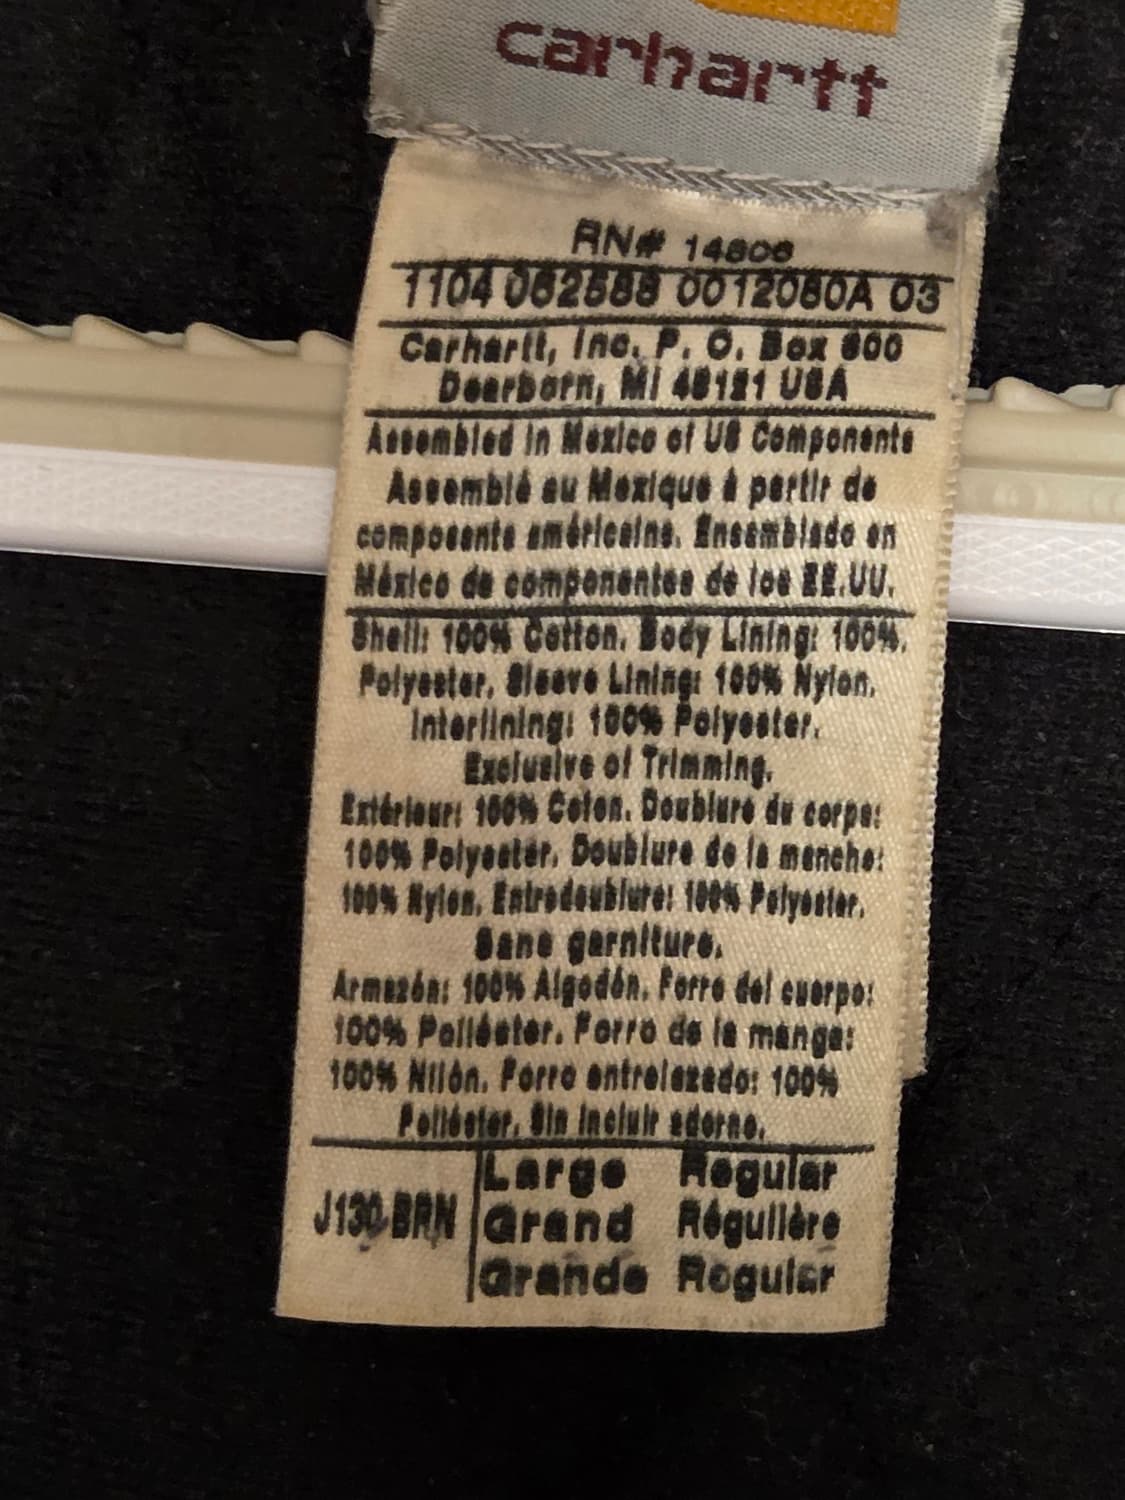 carhartt
RN# 14806
1104 062588 0012080A 03
Carhartt, Inc. P. O. Box 600
Dearborn, MI 48121 USA
Assembled in Mexico of US Components
Assemblé au Mexique à partir de
composants américains. Ensamblado en
México de componentes de los EE.UU.
Shell: 100% Cotton. Body Lining: 100%.
Polyester. Sleeve Lining: 100% Nylon.
Interlining: 100% Polyester.
Exclusive of Trimming.
Extérieur: 100% Coton. Doublure du corps:
100% Polyester. Doublure de la manche:
100% Nylon. Entredoublure: 100% Polyester.
Sans garniture.
Armazón: 100% Algodón. Forro del cuerpo:
100% Poliéster. Forro de la manga:
100% Nilón. Forro entrelazado: 100%
Poliéster. Sin incluir adorno.
J130 BRN
Large Regular
Grand Régulière
Grande Regular